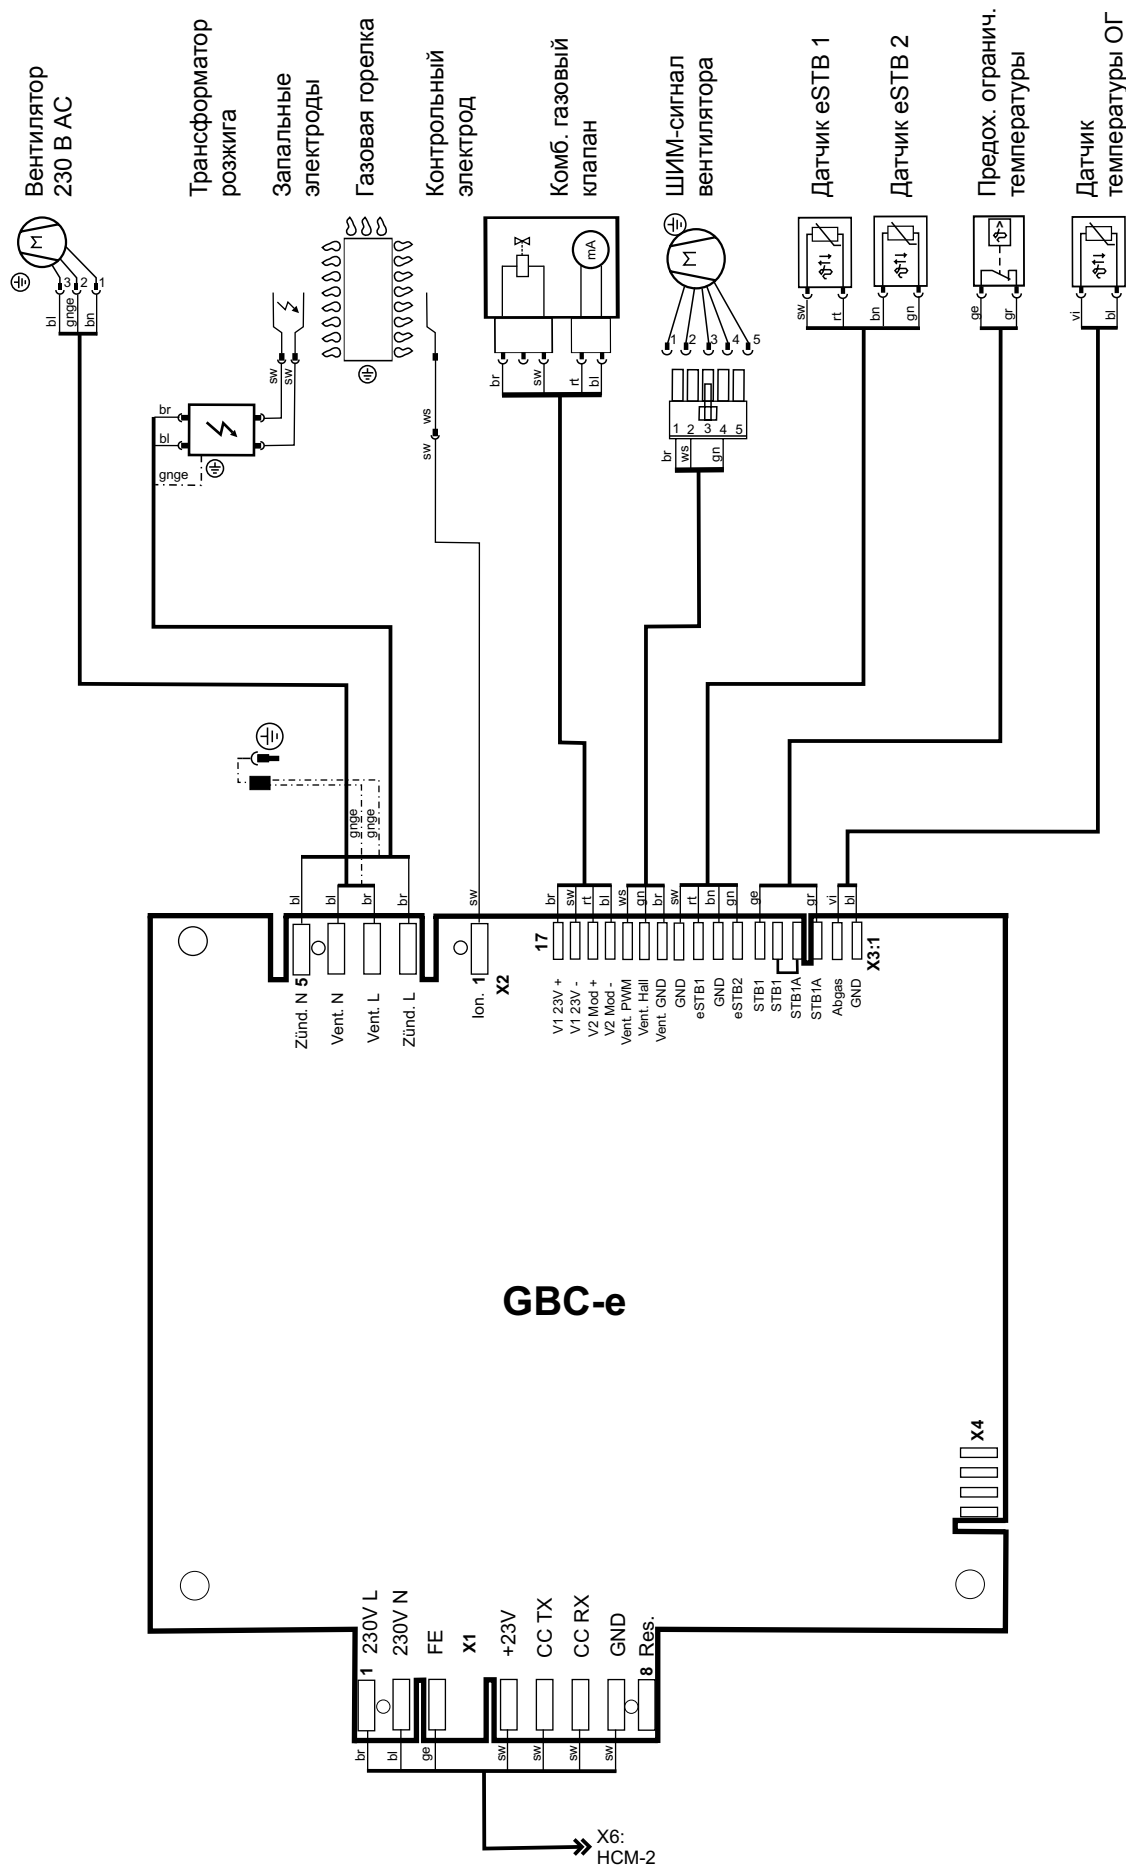 Вентилятор
230 В АС
Трансформатор
розжига
Запальные
электроды
Газовая горелка
Контрольный
электрод
Комб. газовый
клапан
ШИМ-сигнал
вентилятора
Датчик eSTB 1
Датчик eSTB 2
Предох. огранич.
температуры
Датчик
температуры ОГ
M
3
2
1
bl
gnge
bn
br
bl
gnge
sw
sw
ws
sw
mA
br
sw
rt
bl
M
1
2
3
4
5
1
2
3
4
5
br
ws
gn
sw
rt
bn
gn
ge
gr
vi
bl
gnge
gnge
bl
bl
br
br
sw
br
sw
rt
bl
ws
gn
br
sw
rt
bn
gn
ge
gr
vi
bl
Zünd. N 5
Vent. N
Vent. L
Zünd. L
Ion. 1
X2
17
V1 23V +
V1 23V -
V2 Mod +
V2 Mod -
Vent. PWM
Vent. Hall
Vent. GND
GND
eSTB1
GND
eSTB2
STB1
STB1
STB1A
STB1A
Abgas
GND
X3:1
GBC-e
X4
1 230V L
230V N
FE
X1
+23V
CC TX
CC RX
GND
8 Res.
br
bl
ge
sw
sw
sw
sw
X6:
HCM-2